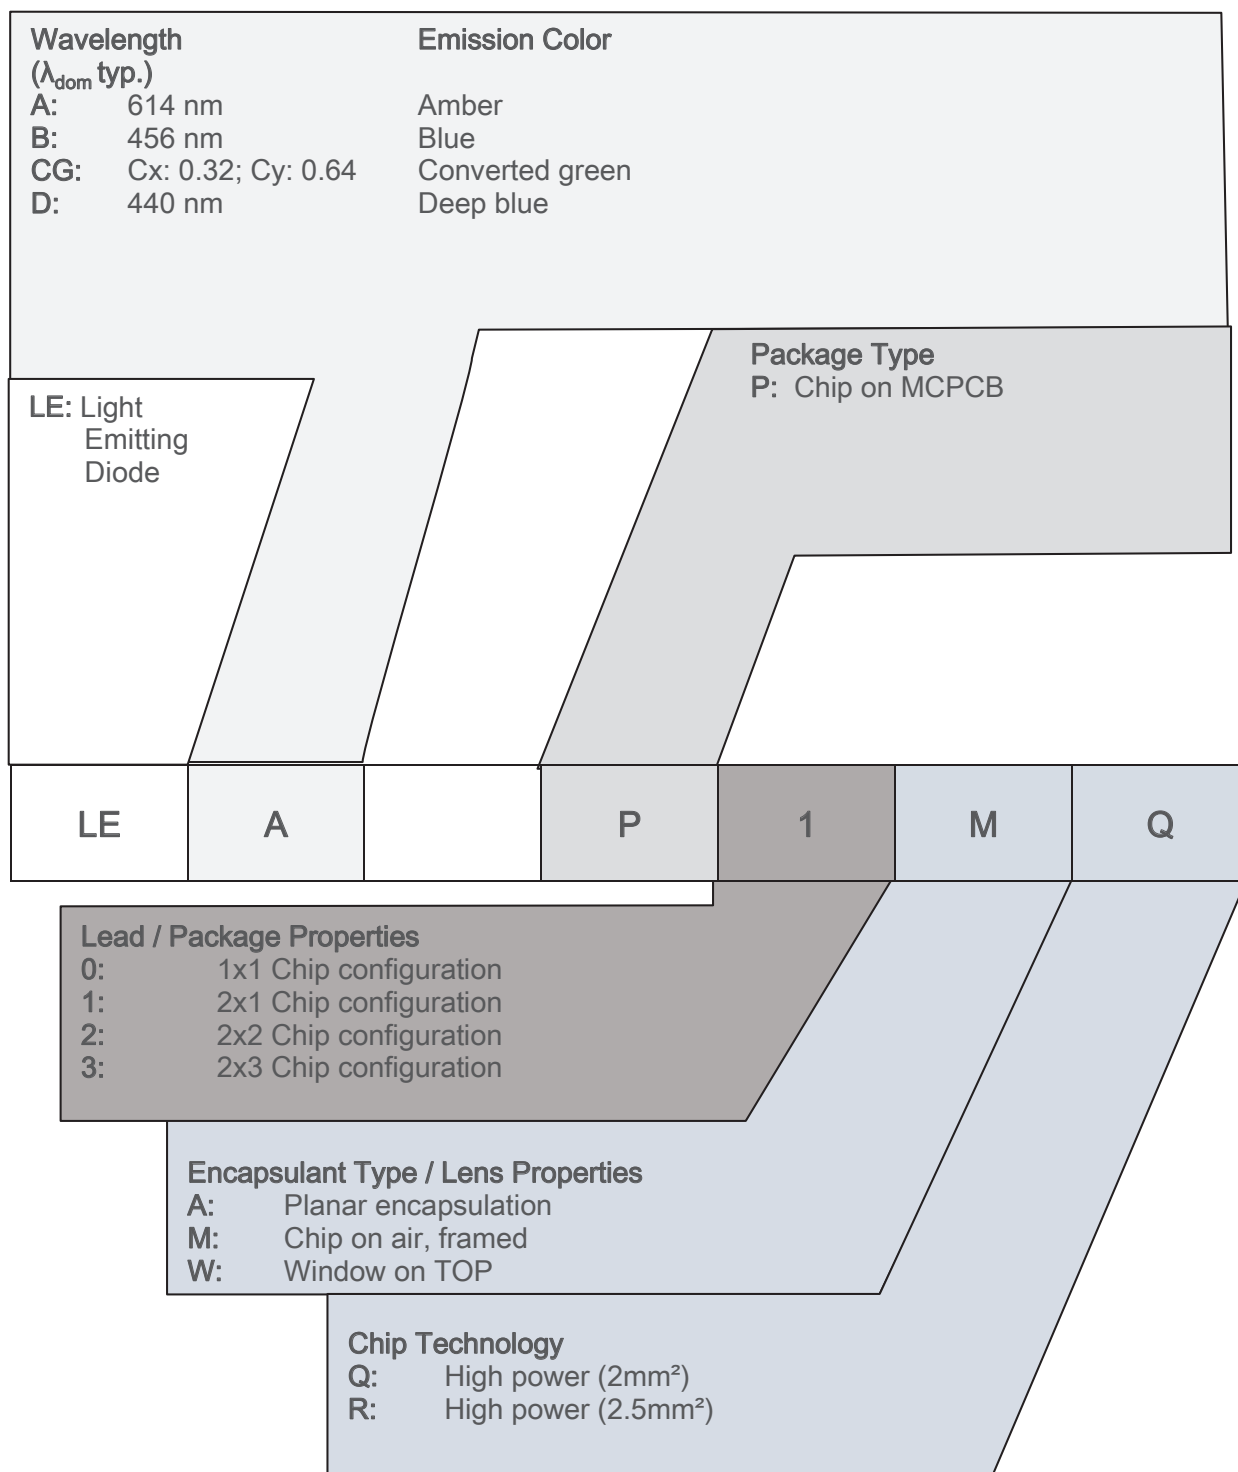 Wavelength Emission Color
(λdom typ.)
A: 614 nm Amber
B: 456 nm Blue
CG: Cx: 0.32; Cy: 0.64 Converted green
D: 440 nm Deep blue
Package Type
P: Chip on MCPCB
LE: Light
Emitting
Diode
LE A P 1 M Q
Lead / Package Properties
0: 1x1 Chip configuration
1: 2x1 Chip configuration
2: 2x2 Chip configuration
3: 2x3 Chip configuration
Encapsulant Type / Lens Properties
A: Planar encapsulation
M: Chip on air, framed
W: Window on TOP
Chip Technology
Q: High power (2mm²)
R: High power (2.5mm²)